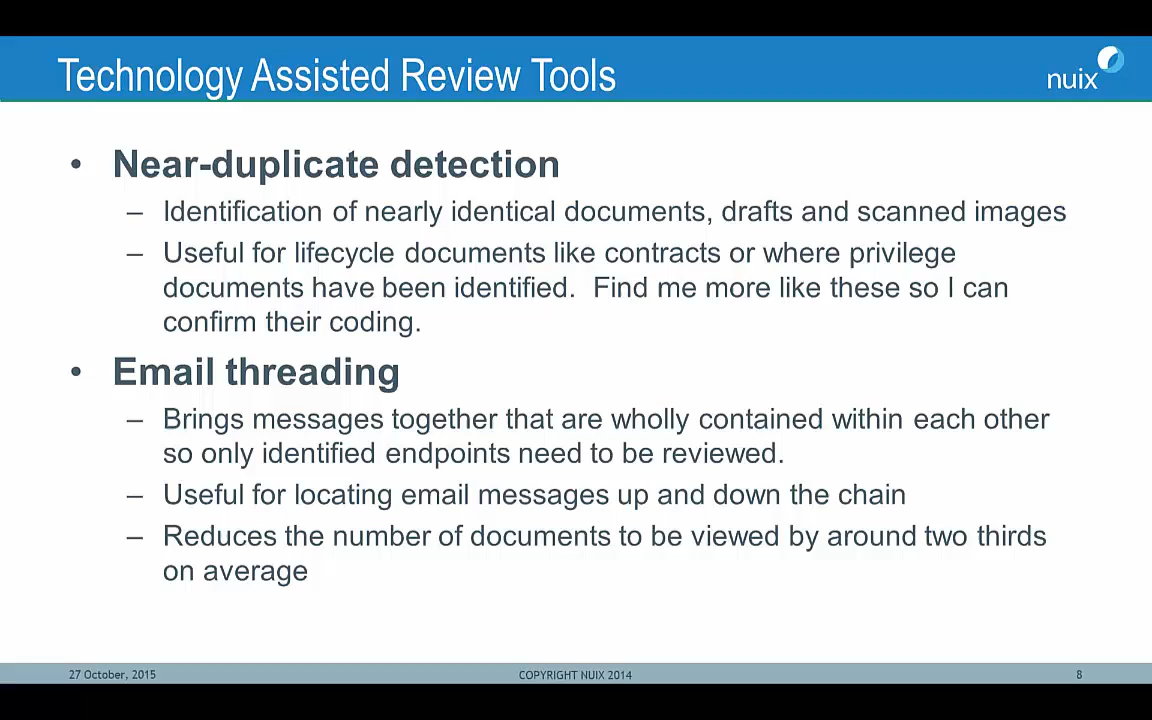 Technology Assisted Review Tools
nuix
• Near-duplicate detection
– Identification of nearly identical documents, drafts and scanned images
– Useful for lifecycle documents like contracts or where privilege
documents have been identified.  Find me more like these so I can
confirm their coding.
• Email threading
– Brings messages together that are wholly contained within each other
so only identified endpoints need to be reviewed.
– Useful for locating email messages up and down the chain
– Reduces the number of documents to be viewed by around two thirds
on average
27 October, 2015
COPYRIGHT NUIX 2014
8